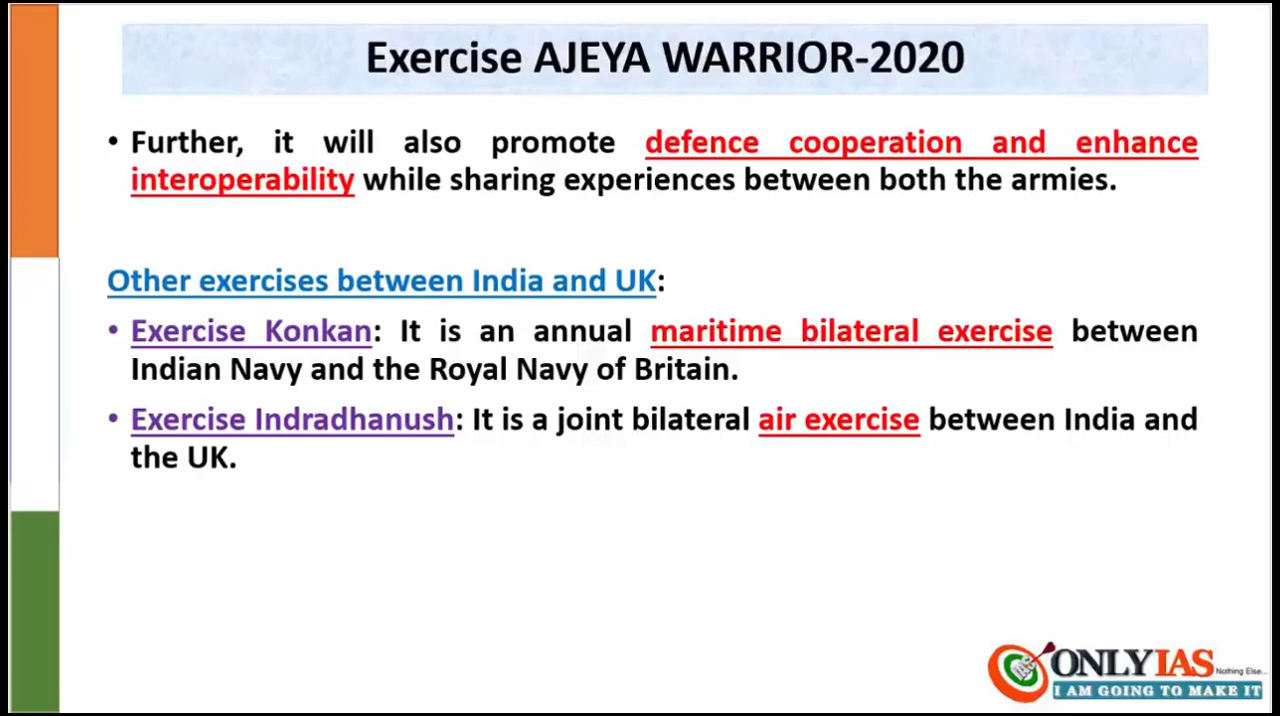 Exercise AJEYA WARRIOR-2020
• Further, it will also promote defence cooperation and enhance
interoperability while sharing experiences between both the armies.
Other exercises between India and UK:
• Exercise Konkan: It is an annual maritime bilateral exercise between
Indian Navy and the Royal Navy of Britain.
• Exercise Indradhanush: It is a joint bilateral air exercise between India and
the UK.
IAS
ONLYIAS Nothing Else...
I AM GOING TO MAKE IT